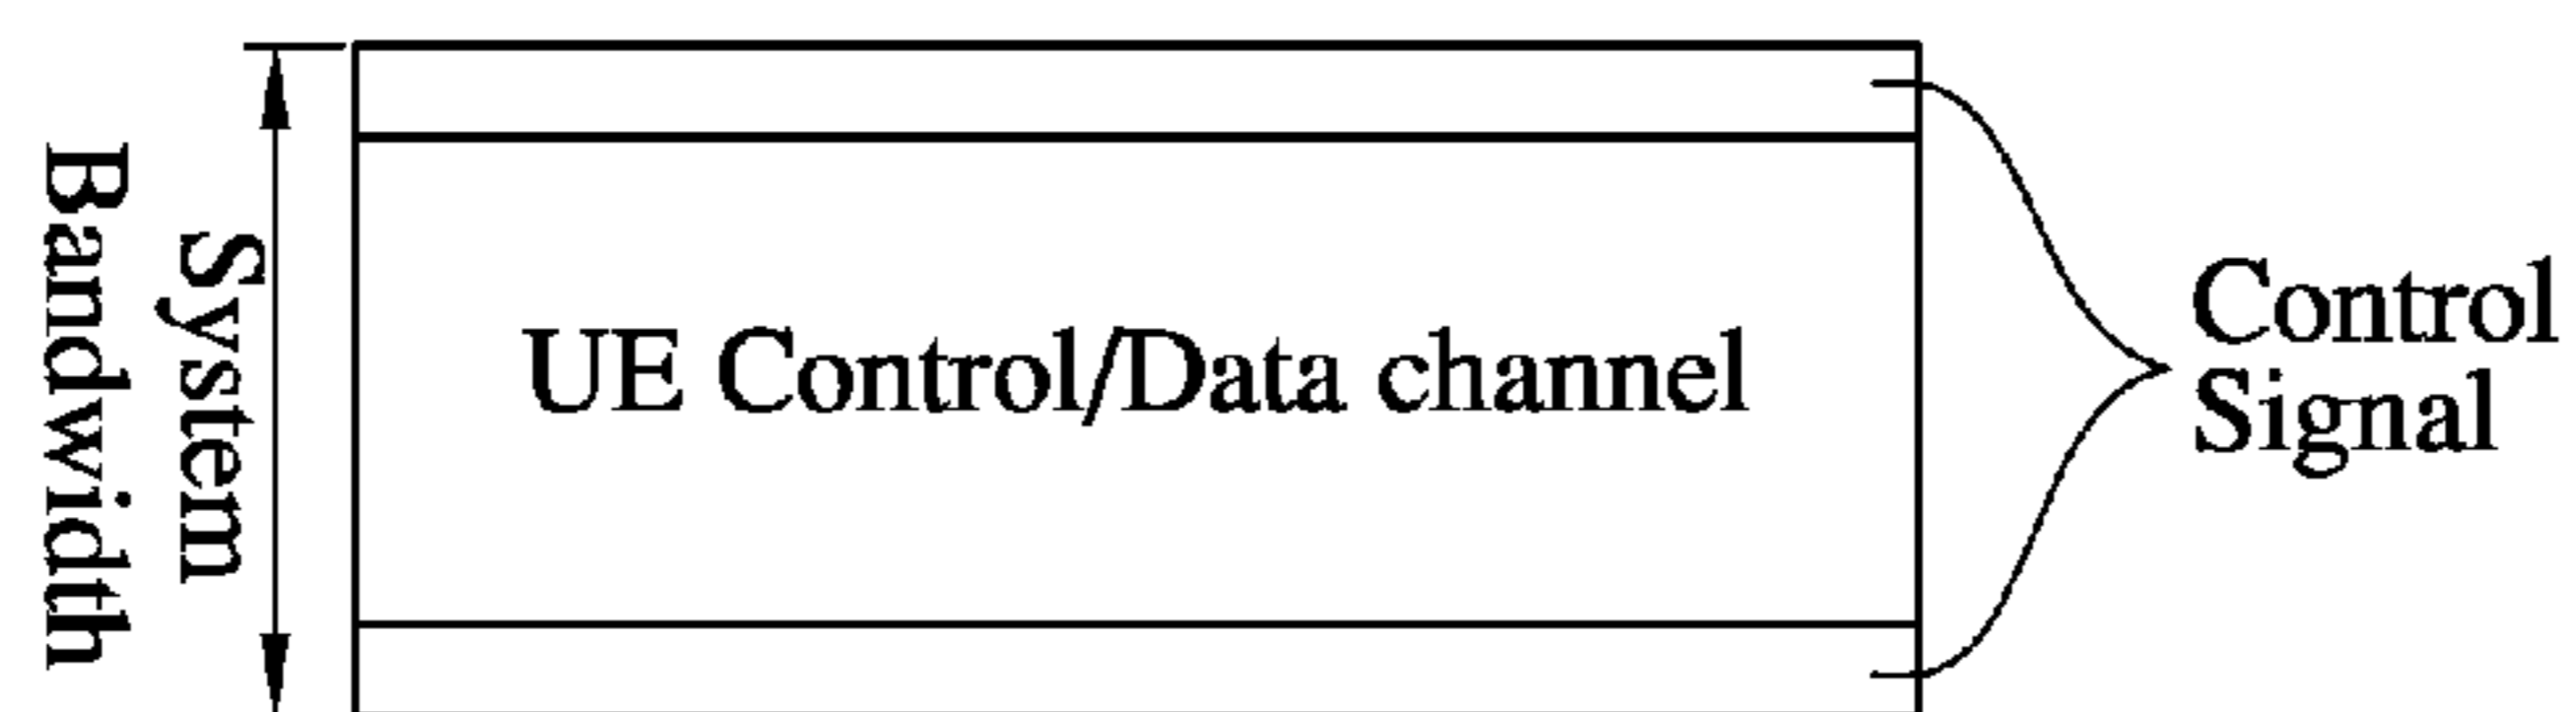 System
Bandwidth
UE Control/Data channel
Control
Signal